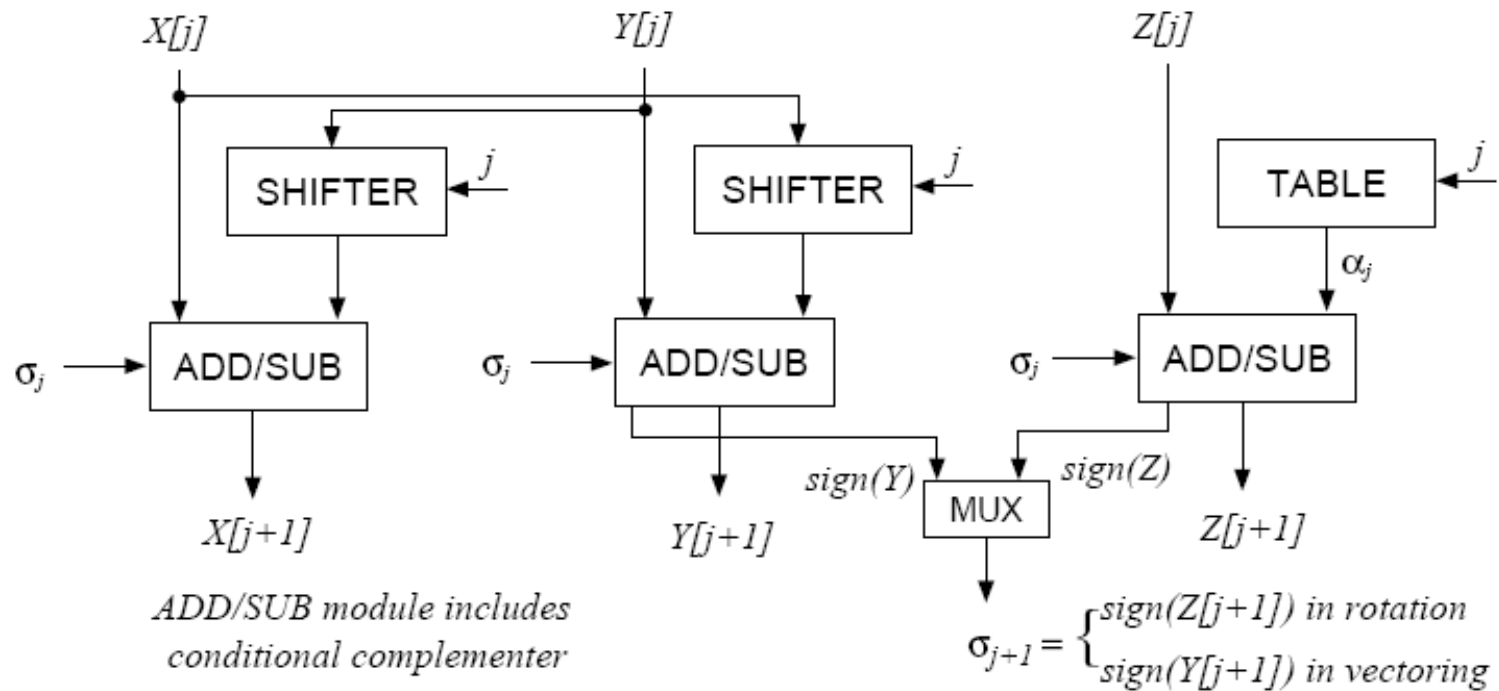 X[j]
Y[j]
Z[j]
SHIFTER
j
SHIFTER
j
TABLE
j
αj
σj
ADD/SUB
σj
ADD/SUB
σj
ADD/SUB
sign(Y)
sign(Z)
MUX
X[j+1]
Y[j+1]
Z[j+1]
ADD/SUB module includes
conditional complementer
σj+1 = { sign(Z[j+1]) in rotation
sign(Y[j+1]) in vectoring